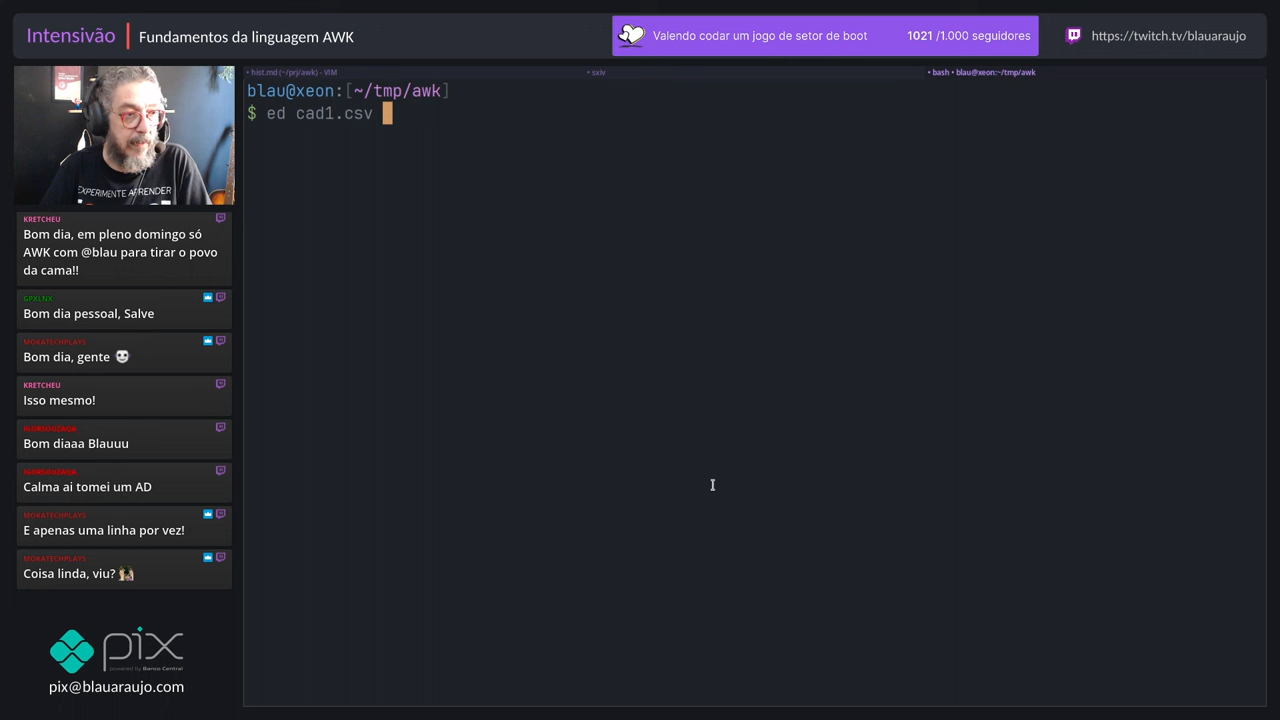 Intensivão
Fundamentos da linguagem AWK
Valendo codar um jogo de setor de boot
1021 /1.000 seguidores
https://twitch.tv/blauaraujo
EXPERIMENTE APRENDER
KRETCHEU
Bom dia, em pleno domingo só
AWK com @blau para tirar o povo
da cama!!
GPXLNX
Bom dia pessoal, Salve
MOKATECHPLAYS
Bom dia, gente
KRETCHEU
Isso mesmo!
IGORSOUZAQA
Bom diaaa Blauuu
IGORSOUZAQA
Calma ai tomei um AD
MOKATECHPLAYS
E apenas uma linha por vez!
MOKATECHPLAYS
Coisa linda, viu?
pix
powered by Banco Central
pix@blauaraujo.com
• hist.md (~/prj/awk) - VIM
• sxiv
• bash • blau@xeon:~/tmp/awk
blau@xeon:[~/tmp/awk]
$ ed cad1.csv